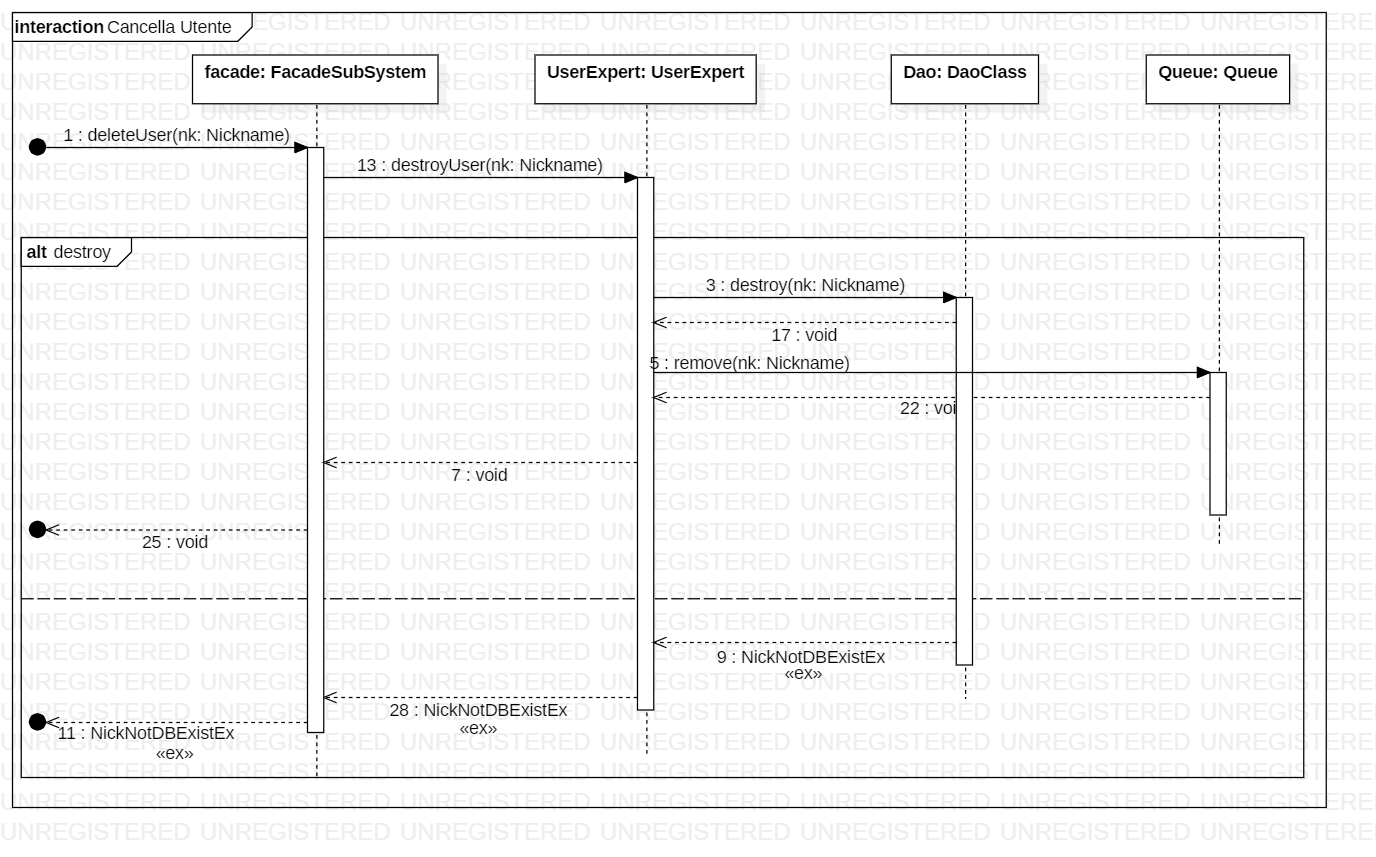 interaction Cancella Utente
facade: FacadeSubSystem
UserExpert: UserExpert
Dao: DaoClass
Queue: Queue
1 : deleteUser(nk: Nickname)
13 : destroyUser(nk: Nickname)
alt destroy
3 : destroy(nk: Nickname)
17 : void
5 : remove(nk: Nickname)
22 : voi
7 : void
25 : void
9 : NickNotDBExistEx
«ex»
28 : NickNotDBExistEx
«ex»
11 : NickNotDBExistEx
«ex»
UNREGISTERED UNREGISTERED UNREGISTERED UNREGISTERED UNREGISTERED UNREGISTERED